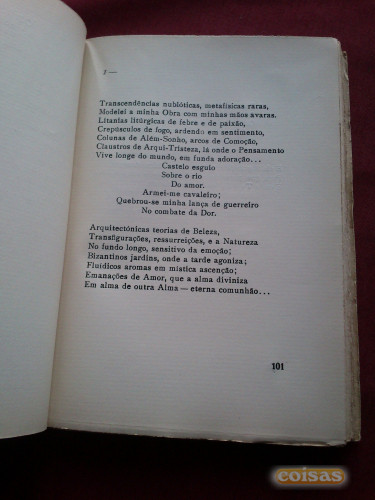 7 —
Transcendências nubióticas, metafísicas raras,
Modelei a minha Obra com minhas mãos avaras.
Litanias litúrgicas de febre e de paixão,
Crepúsculos de fogo, ardendo em sentimento,
Colunas de Além-Sonho, arcos de Comoção,
Claustros de Arqui-Tristeza, lá onde o Pensamento
Vive longe do mundo, em funda adoração...
Castelo esguio
Sobre o rio
Do amor.
Armei-me cavaleiro;
Quebrou-se minha lança de guerreiro
No combate da Dor.
Arquitectónicas teorias de Beleza,
Transfigurações, ressurreições, e a Natureza
No fundo longo, sensitivo da emoção;
Bizantinos jardins, onde a tarde agoniza;
Fluídicos aromas em mística ascenção;
Emanações de Amor, que a alma diviniza
Em alma de outra Alma — eterna comunhão...
101
coisas